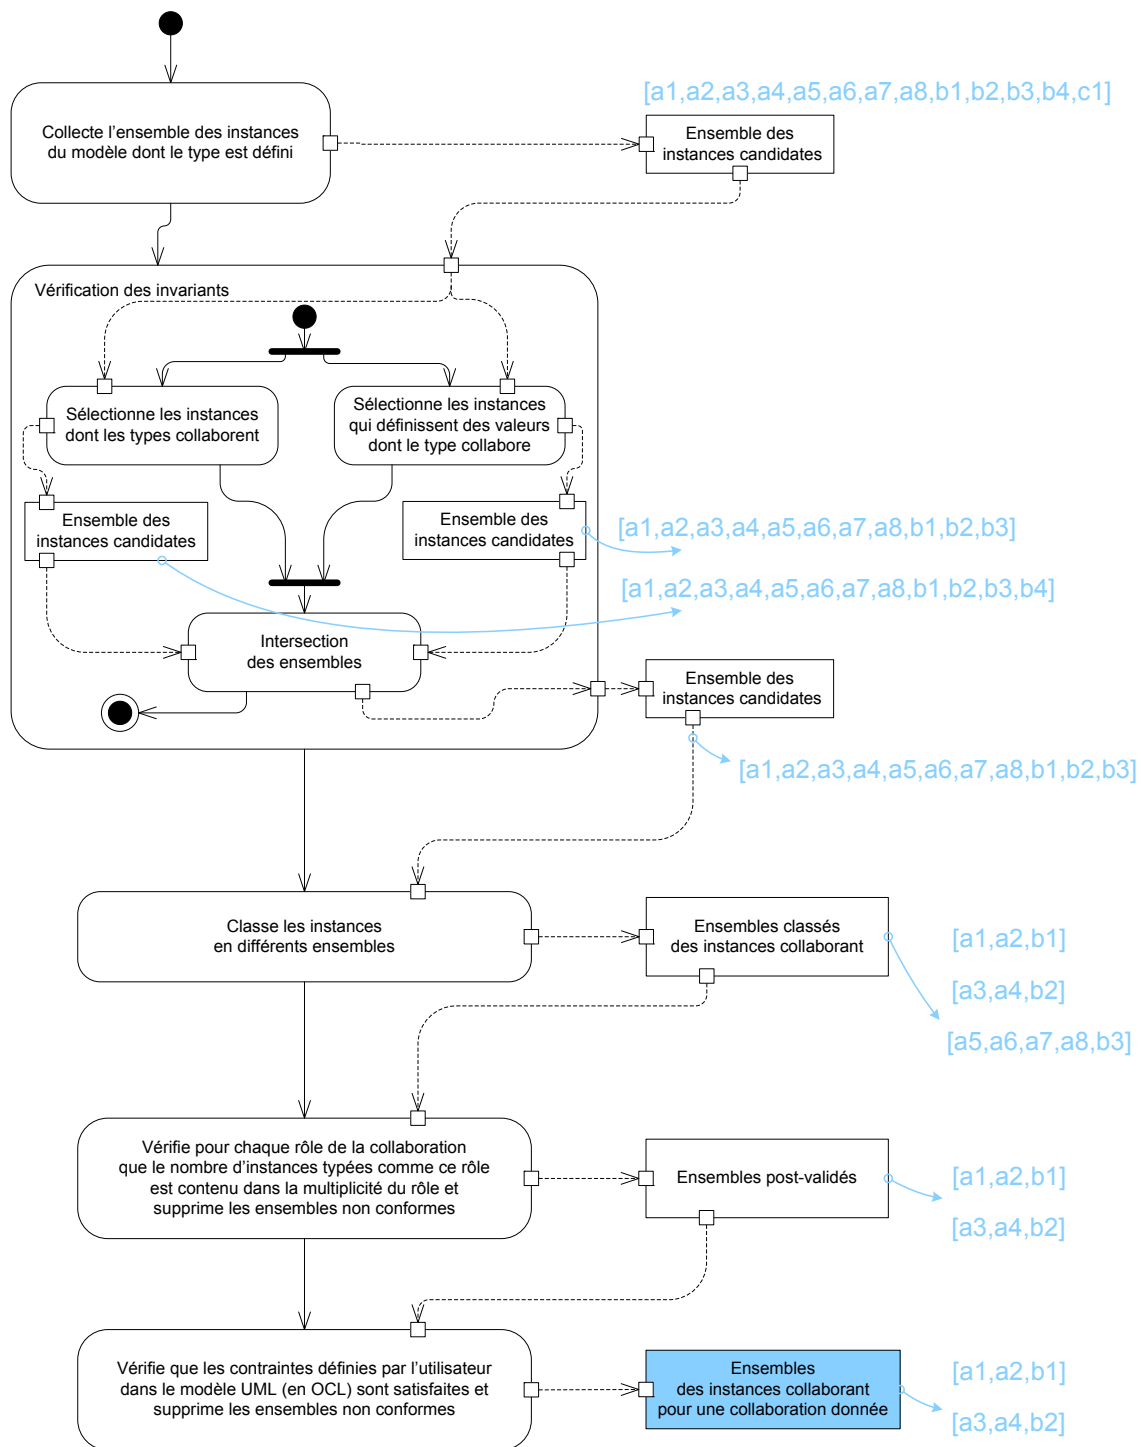 [a1,a2,a3,a4,a5,a6,a7,a8,b1,b2,b3,b4,c1]
Collecte l'ensemble des instances
du modèle dont le type est défini
Ensemble des
instances candidates
Vérification des invariants
Sélectionne les instances
dont les types collaborent
Sélectionne les instances
qui définissent des valeurs
dont le type collabore
Ensemble des
instances candidates
Ensemble des
instances candidates
[a1,a2,a3,a4,a5,a6,a7,a8,b1,b2,b3]
[a1,a2,a3,a4,a5,a6,a7,a8,b1,b2,b3,b4]
Intersection
des ensembles
Ensemble des
instances candidates
[a1,a2,a3,a4,a5,a6,a7,a8,b1,b2,b3]
Classe les instances
en différents ensembles
Ensembles classés
des instances collaborant
[a1,a2,b1]
[a3,a4,b2]
[a5,a6,a7,a8,b3]
Vérifie pour chaque rôle de la collaboration
que le nombre d'instances typées comme ce rôle
est contenu dans la multiplicité du rôle et
supprime les ensembles non conformes
Ensembles post-validés
[a1,a2,b1]
[a3,a4,b2]
Vérifie que les contraintes définies par l'utilisateur
dans le modèle UML (en OCL) sont satisfaites et
supprime les ensembles non conformes
Ensembles
des instances collaborant
pour une collaboration donnée
[a1,a2,b1]
[a3,a4,b2]